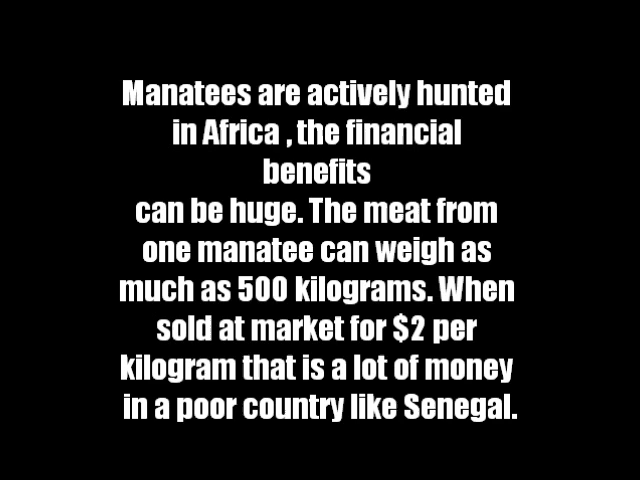 Manatees are actively hunted
in Africa , the financial
benefits
can be huge. The meat from
one manatee can weigh as
much as 500 kilograms. When
sold at market for $2 per
kilogram that is a lot of money
in a poor country like Senegal.